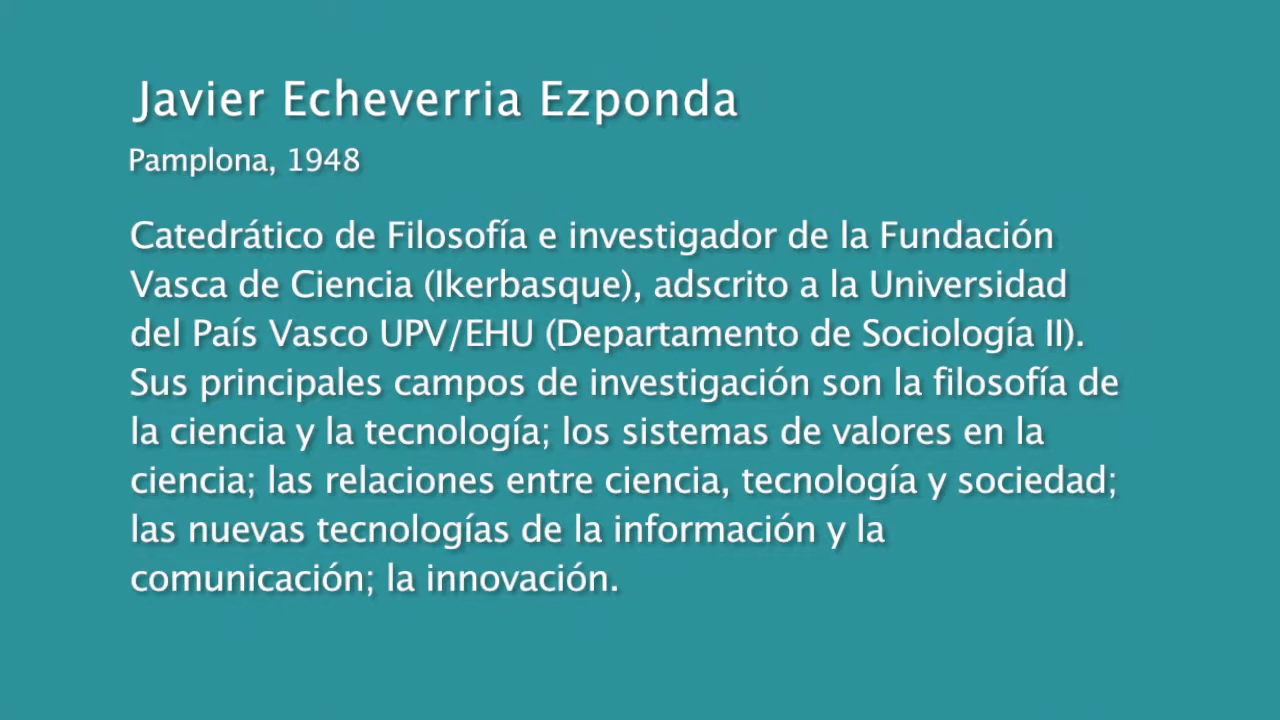 Javier Echeverria Ezponda
Pamplona, 1948
Catedrático de Filosofía e investigador de la Fundación
Vasca de Ciencia (Ikerbasque), adscrito a la Universidad
del País Vasco UPV/EHU (Departamento de Sociología II).
Sus principales campos de investigación son la filosofía de
la ciencia y la tecnología; los sistemas de valores en la
ciencia; las relaciones entre ciencia, tecnología y sociedad;
las nuevas tecnologías de la información y la
comunicación; la innovación.